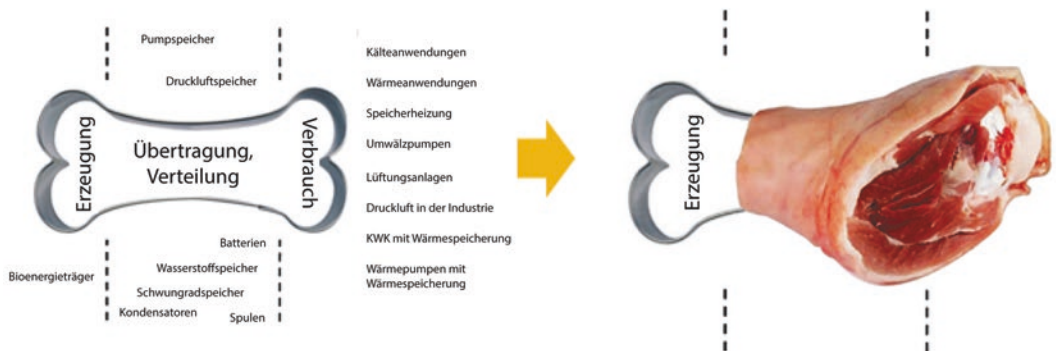 Pumpspeicher
Druckluftspeicher
Erzeugung
Übertragung,
Verteilung
Verbrauch
Bioenergieträger
Batterien
Wasserstoffspeicher
Schwungradspeicher
Kondensatoren
Spulen
Kälteanwendungen
Wärmeanwendungen
Speicherheizung
Umwälzpumpen
Lüftungsanlagen
Druckluft in der Industrie
KWK mit Wärmespeicherung
Wärmepumpen mit
Wärmespeicherung
Erzeugung